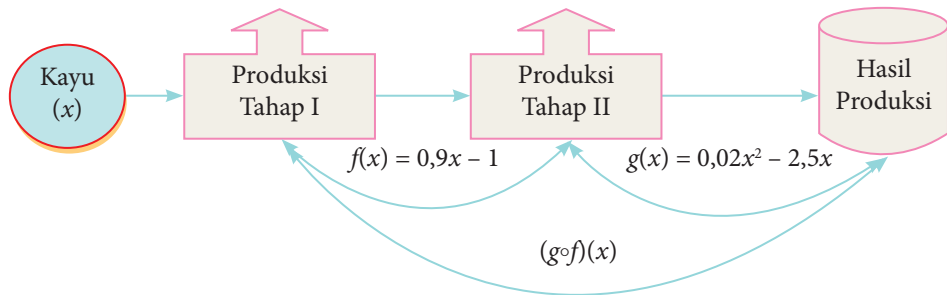 Kayu
(x)
Produksi
Tahap I
Produksi
Tahap II
Hasil
Produksi
f(x) = 0,9x – 1
g(x) = 0,02x² – 2,5x
(g∘f)(x)